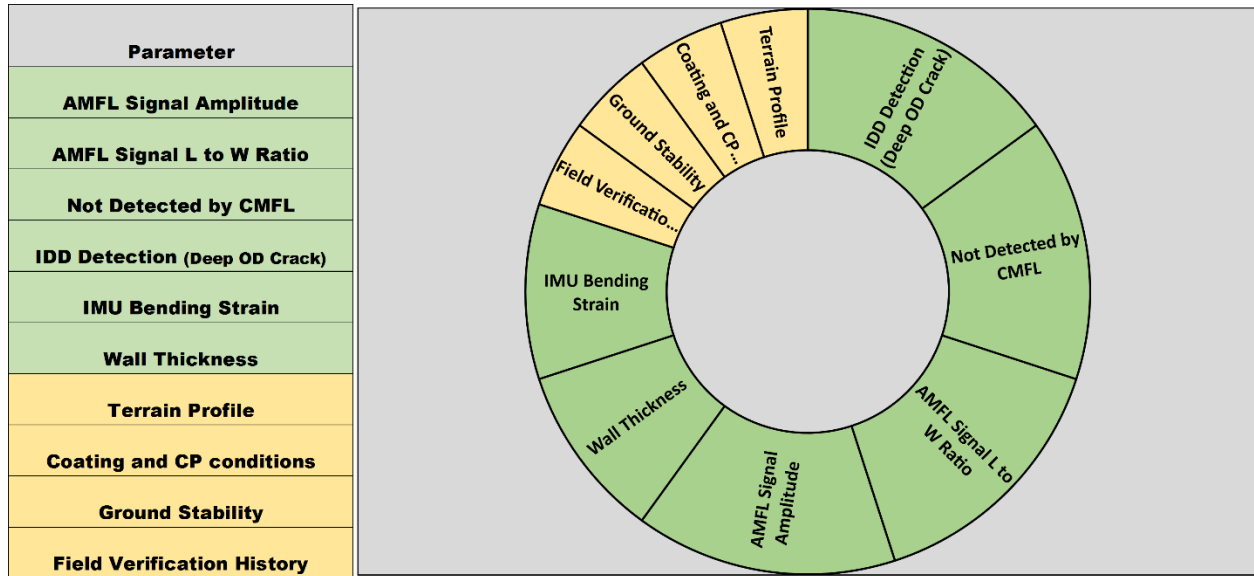 Parameter
AMFL Signal Amplitude
AMFL Signal L to W Ratio
Not Detected by CMFL
IDD Detection (Deep OD Crack)
IMU Bending Strain
Wall Thickness
Terrain Profile
Coating and CP conditions
Ground Stability
Field Verification History
IDD Detection
(Deep OD Crack)
Not Detected by
CMFL
AMFL Signal L to
W Ratio
AMFL Signal
Amplitude
Wall Thickness
IMU Bending
Strain
Field Verificatio...
Ground Stability
Coating and CP ...
Terrain Profile